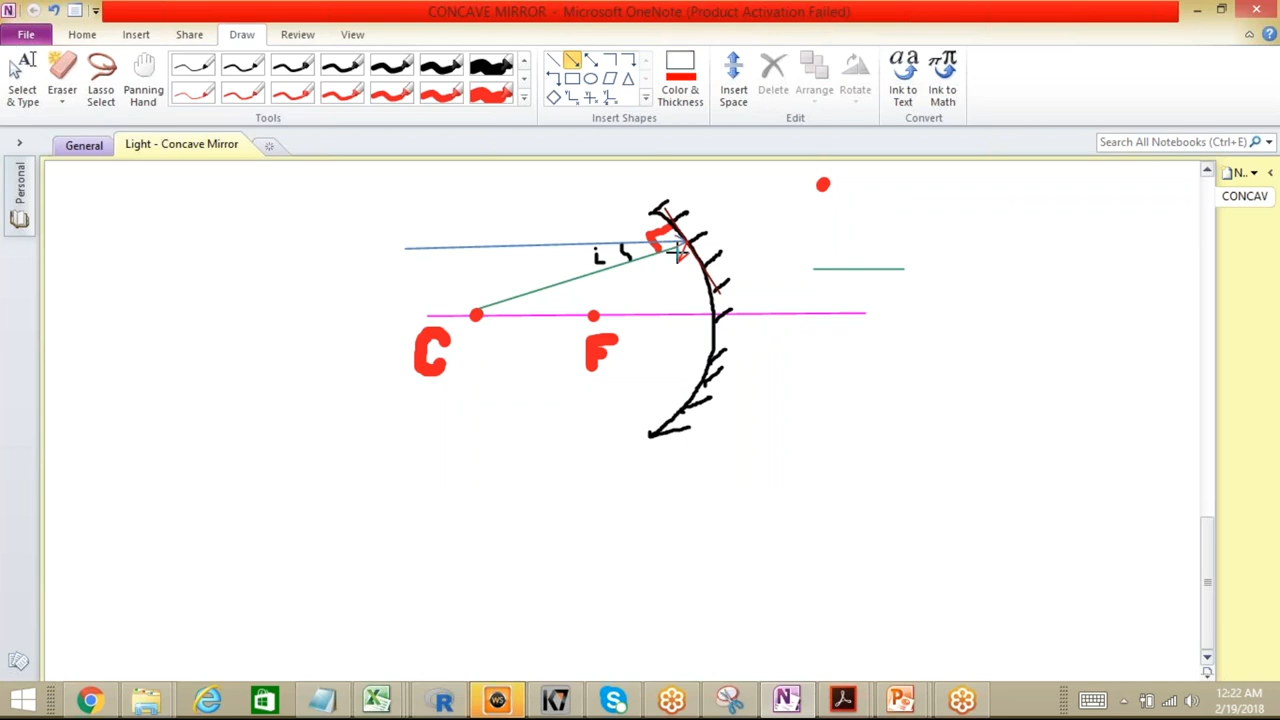 CONCAVE MIRROR - Microsoft OneNote (Product Activation Failed)
File Home Insert Share Draw Review View
Select & Type
Eraser
Lasso Select
Panning Hand
Color & Thickness
Insert Space
Delete
Arrange
Rotate
Ink to Text
Ink to Math
Tools
Insert Shapes
Edit
Convert
General
Light - Concave Mirror
Search All Notebooks (Ctrl+E)
Personal
N..
CONCAV
i
C
F
12:22 AM
2/19/2018